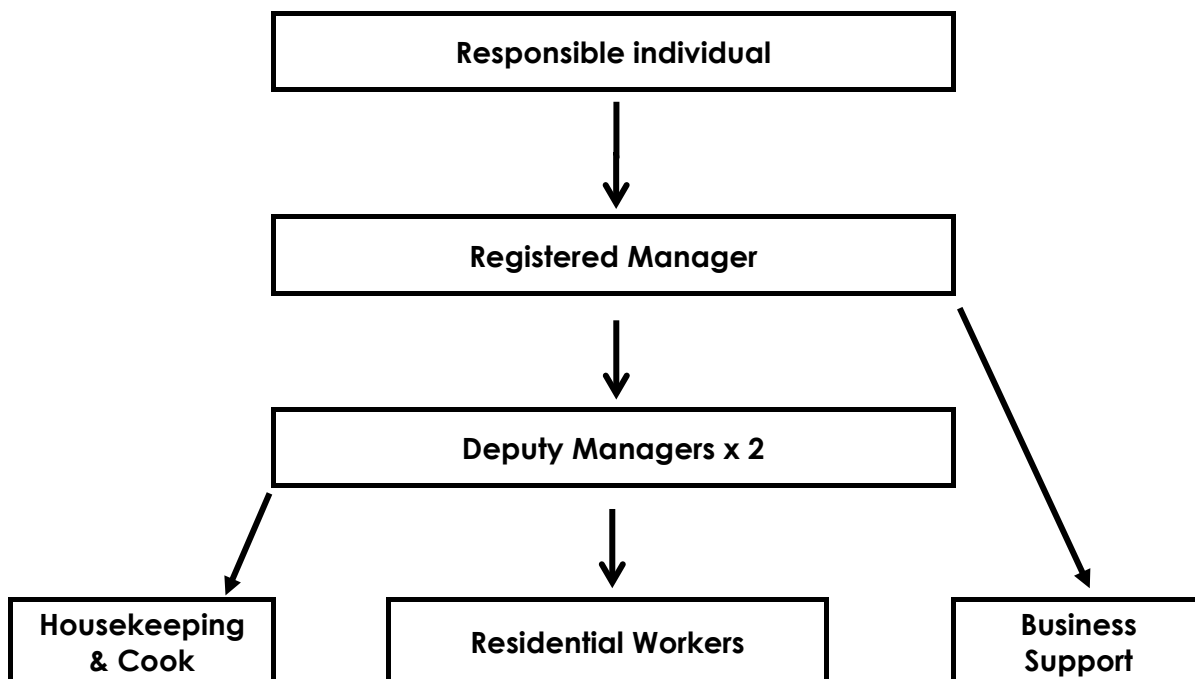 Responsible individual
Registered Manager
Deputy Managers x 2
Housekeeping
& Cook
Residential Workers
Business
Support